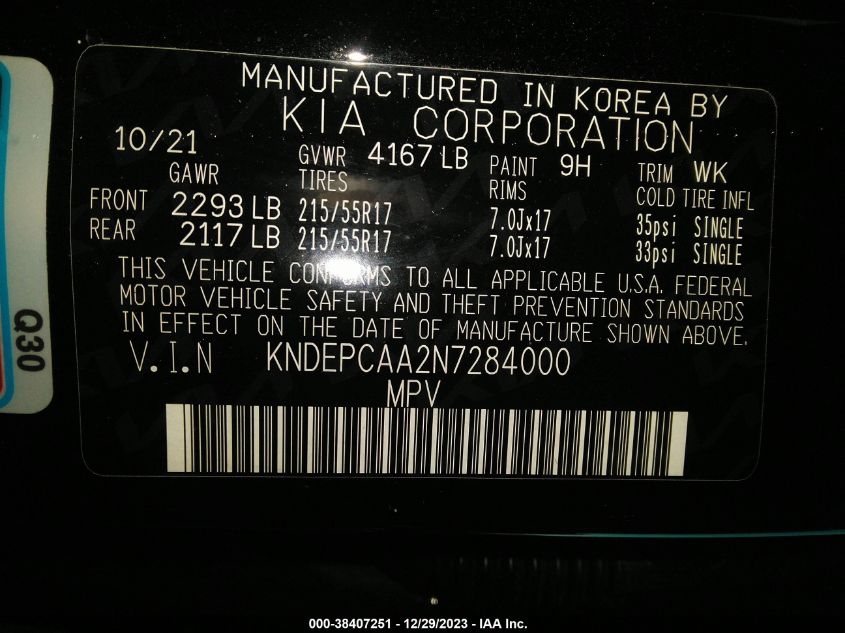 MANUFACTURED IN KOREA BY
KIA CORPORATION
10/21 GVWR 4167 LB PAINT 9H TRIM WK
GAWR TIRES RIMS COLD TIRE INFL
FRONT 2293 LB 215/55R17 7.0Jx17 35psi SINGLE
REAR 2117 LB 215/55R17 7.0Jx17 33psi SINGLE
THIS VEHICLE CONFORMS TO ALL APPLICABLE U.S.A. FEDERAL
MOTOR VEHICLE SAFETY AND THEFT PREVENTION STANDARDS
IN EFFECT ON THE DATE OF MANUFACTURE SHOWN ABOVE.
V.I.N KNDEPCAA2N7284000
MPV
Q30
000-38407251 - 12/29/2023 - IAA Inc.